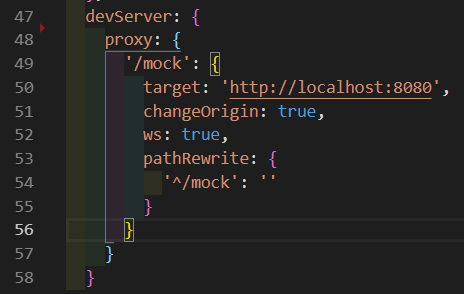 47 devServer: {
48 proxy: {
49 '/mock': {
50 target: 'http://localhost:8080',
51 changeOrigin: true,
52 ws: true,
53 pathRewrite: {
54 '^/mock': ''
55 }
56 }
57 }
58 }